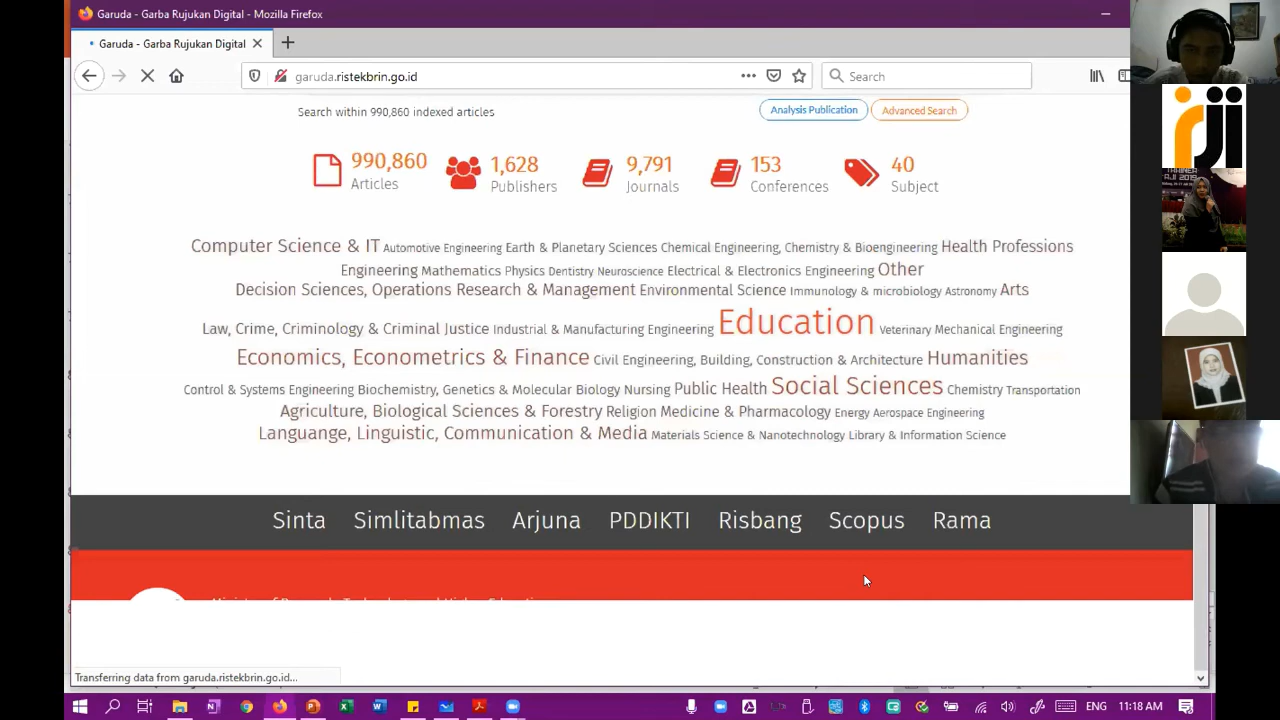 Garuda - Garba Rujukan Digital - Mozilla Firefox
Garuda - Garba Rujukan Digital
garuda.ristekbrin.go.id
Search
Search within 990,860 indexed articles
Analysis Publication
Advanced Search
990,860 Articles
1,628 Publishers
9,791 Journals
153 Conferences
40 Subject
Computer Science & IT Automotive Engineering Earth & Planetary Sciences Chemical Engineering, Chemistry & Bioengineering Health Professions
Engineering Mathematics Physics Dentistry Neuroscience Electrical & Electronics Engineering Other
Decision Sciences, Operations Research & Management Environmental Science Immunology & microbiology Astronomy Arts
Law, Crime, Criminology & Criminal Justice Industrial & Manufacturing Engineering Education Veterinary Mechanical Engineering
Economics, Econometrics & Finance Civil Engineering, Building, Construction & Architecture Humanities
Control & Systems Engineering Biochemistry, Genetics & Molecular Biology Nursing Public Health Social Sciences Chemistry Transportation
Agriculture, Biological Sciences & Forestry Religion Medicine & Pharmacology Energy Aerospace Engineering
Languange, Linguistic, Communication & Media Materials Science & Nanotechnology Library & Information Science
Sinta Simlitabmas Arjuna PDDIKTI Risbang Scopus Rama
Transferring data from garuda.ristekbrin.go.id...
ENG 11:18 AM
rji